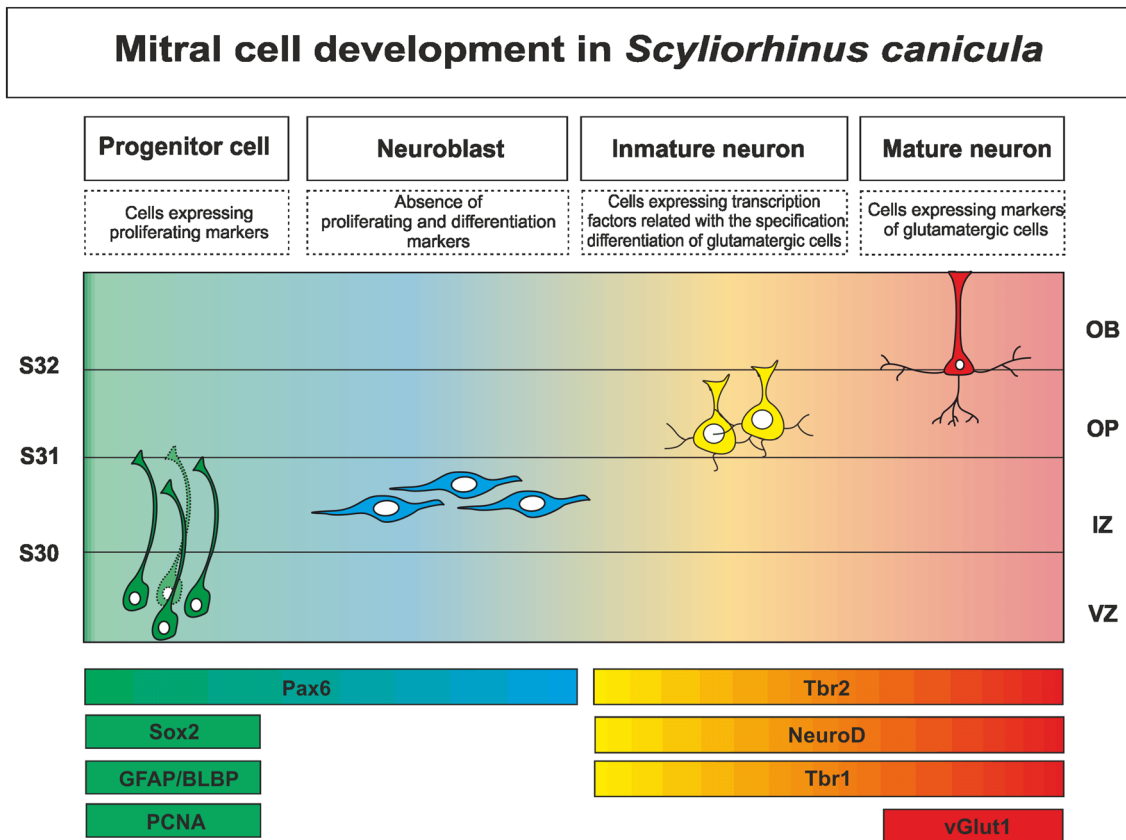 Mitral cell development in Scyliorhinus canicula
Progenitor cell
Neuroblast
Inmature neuron
Mature neuron
Cells expressing
proliferating markers
Absence of
proliferating and differentiation
markers
Cells expressing transcription
factors related with the specification
differentiation of glutamatergic cells
Cells expressing markers
of glutamatergic cells
S32
S31
S30
OB
OP
IZ
VZ
Pax6
Tbr2
Sox2
NeuroD
GFAP/BLBP
Tbr1
PCNA
vGlut1